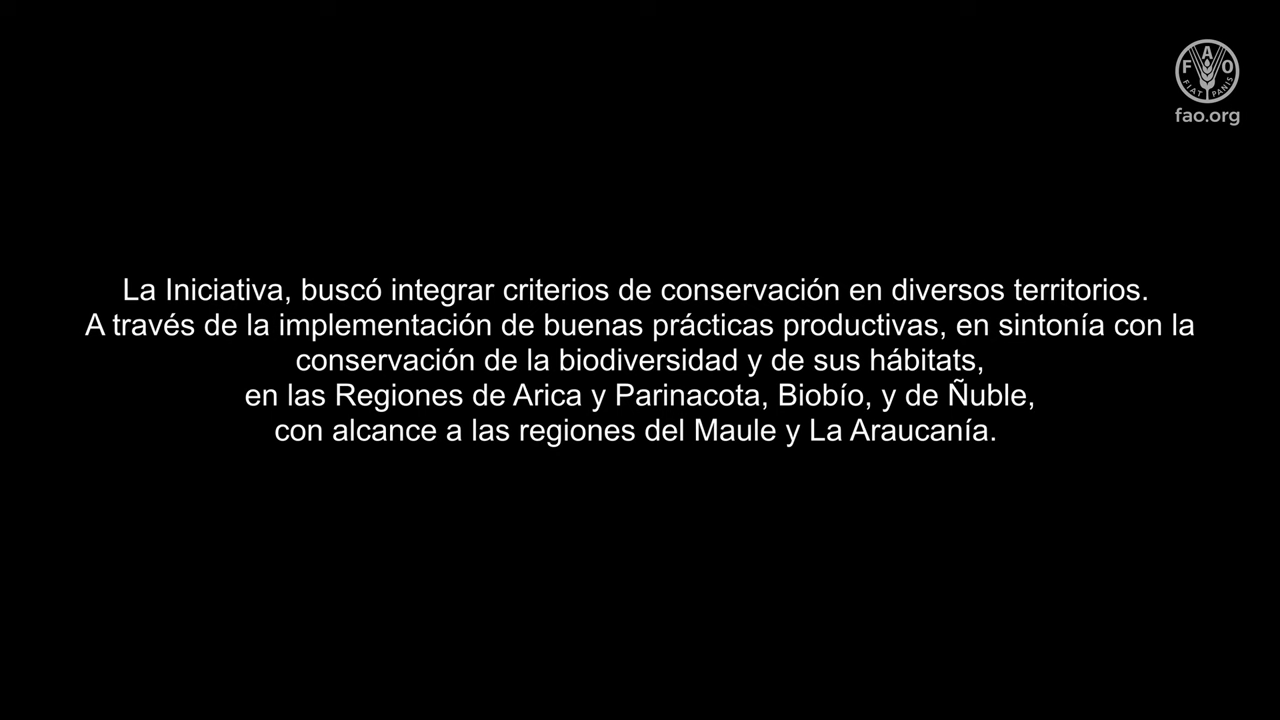 FAO
FIAT PANIS
fao.org
La Iniciativa, buscó integrar criterios de conservación en diversos territorios.
A través de la implementación de buenas prácticas productivas, en sintonía con la
conservación de la biodiversidad y de sus hábitats,
en las Regiones de Arica y Parinacota, Biobío, y de Ñuble,
con alcance a las regiones del Maule y La Araucanía.